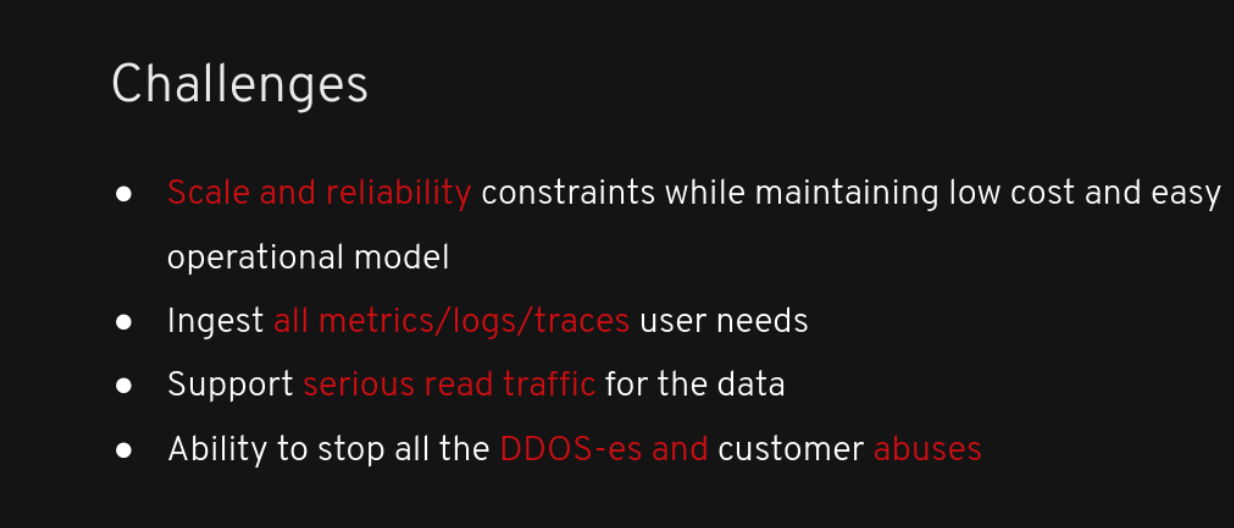 Challenges
● Scale and reliability constraints while maintaining low cost and easy
operational model
● Ingest all metrics/logs/traces user needs
● Support serious read traffic for the data
● Ability to stop all the DDOS-es and customer abuses